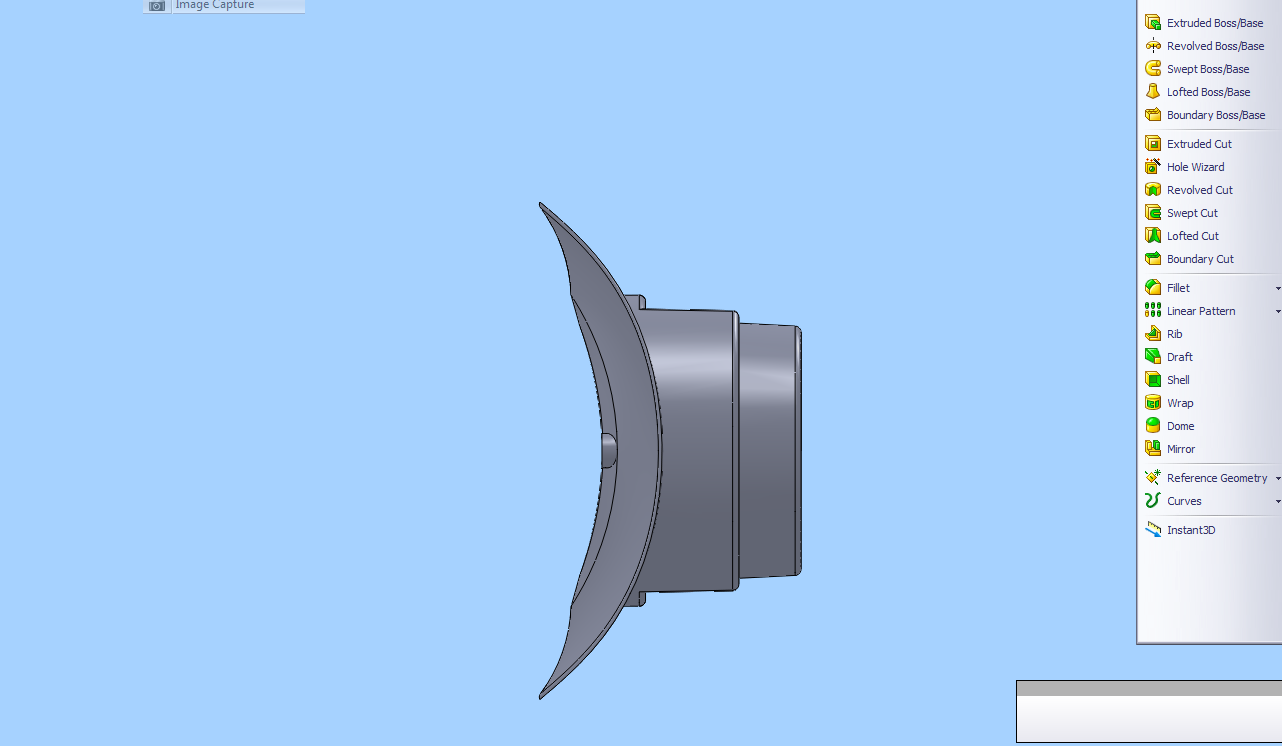 Image Capture
Extruded Boss/Base
Revolved Boss/Base
Swept Boss/Base
Lofted Boss/Base
Boundary Boss/Base
Extruded Cut
Hole Wizard
Revolved Cut
Swept Cut
Lofted Cut
Boundary Cut
Fillet
Linear Pattern
Rib
Draft
Shell
Wrap
Dome
Mirror
Reference Geometry
Curves
Instant3D